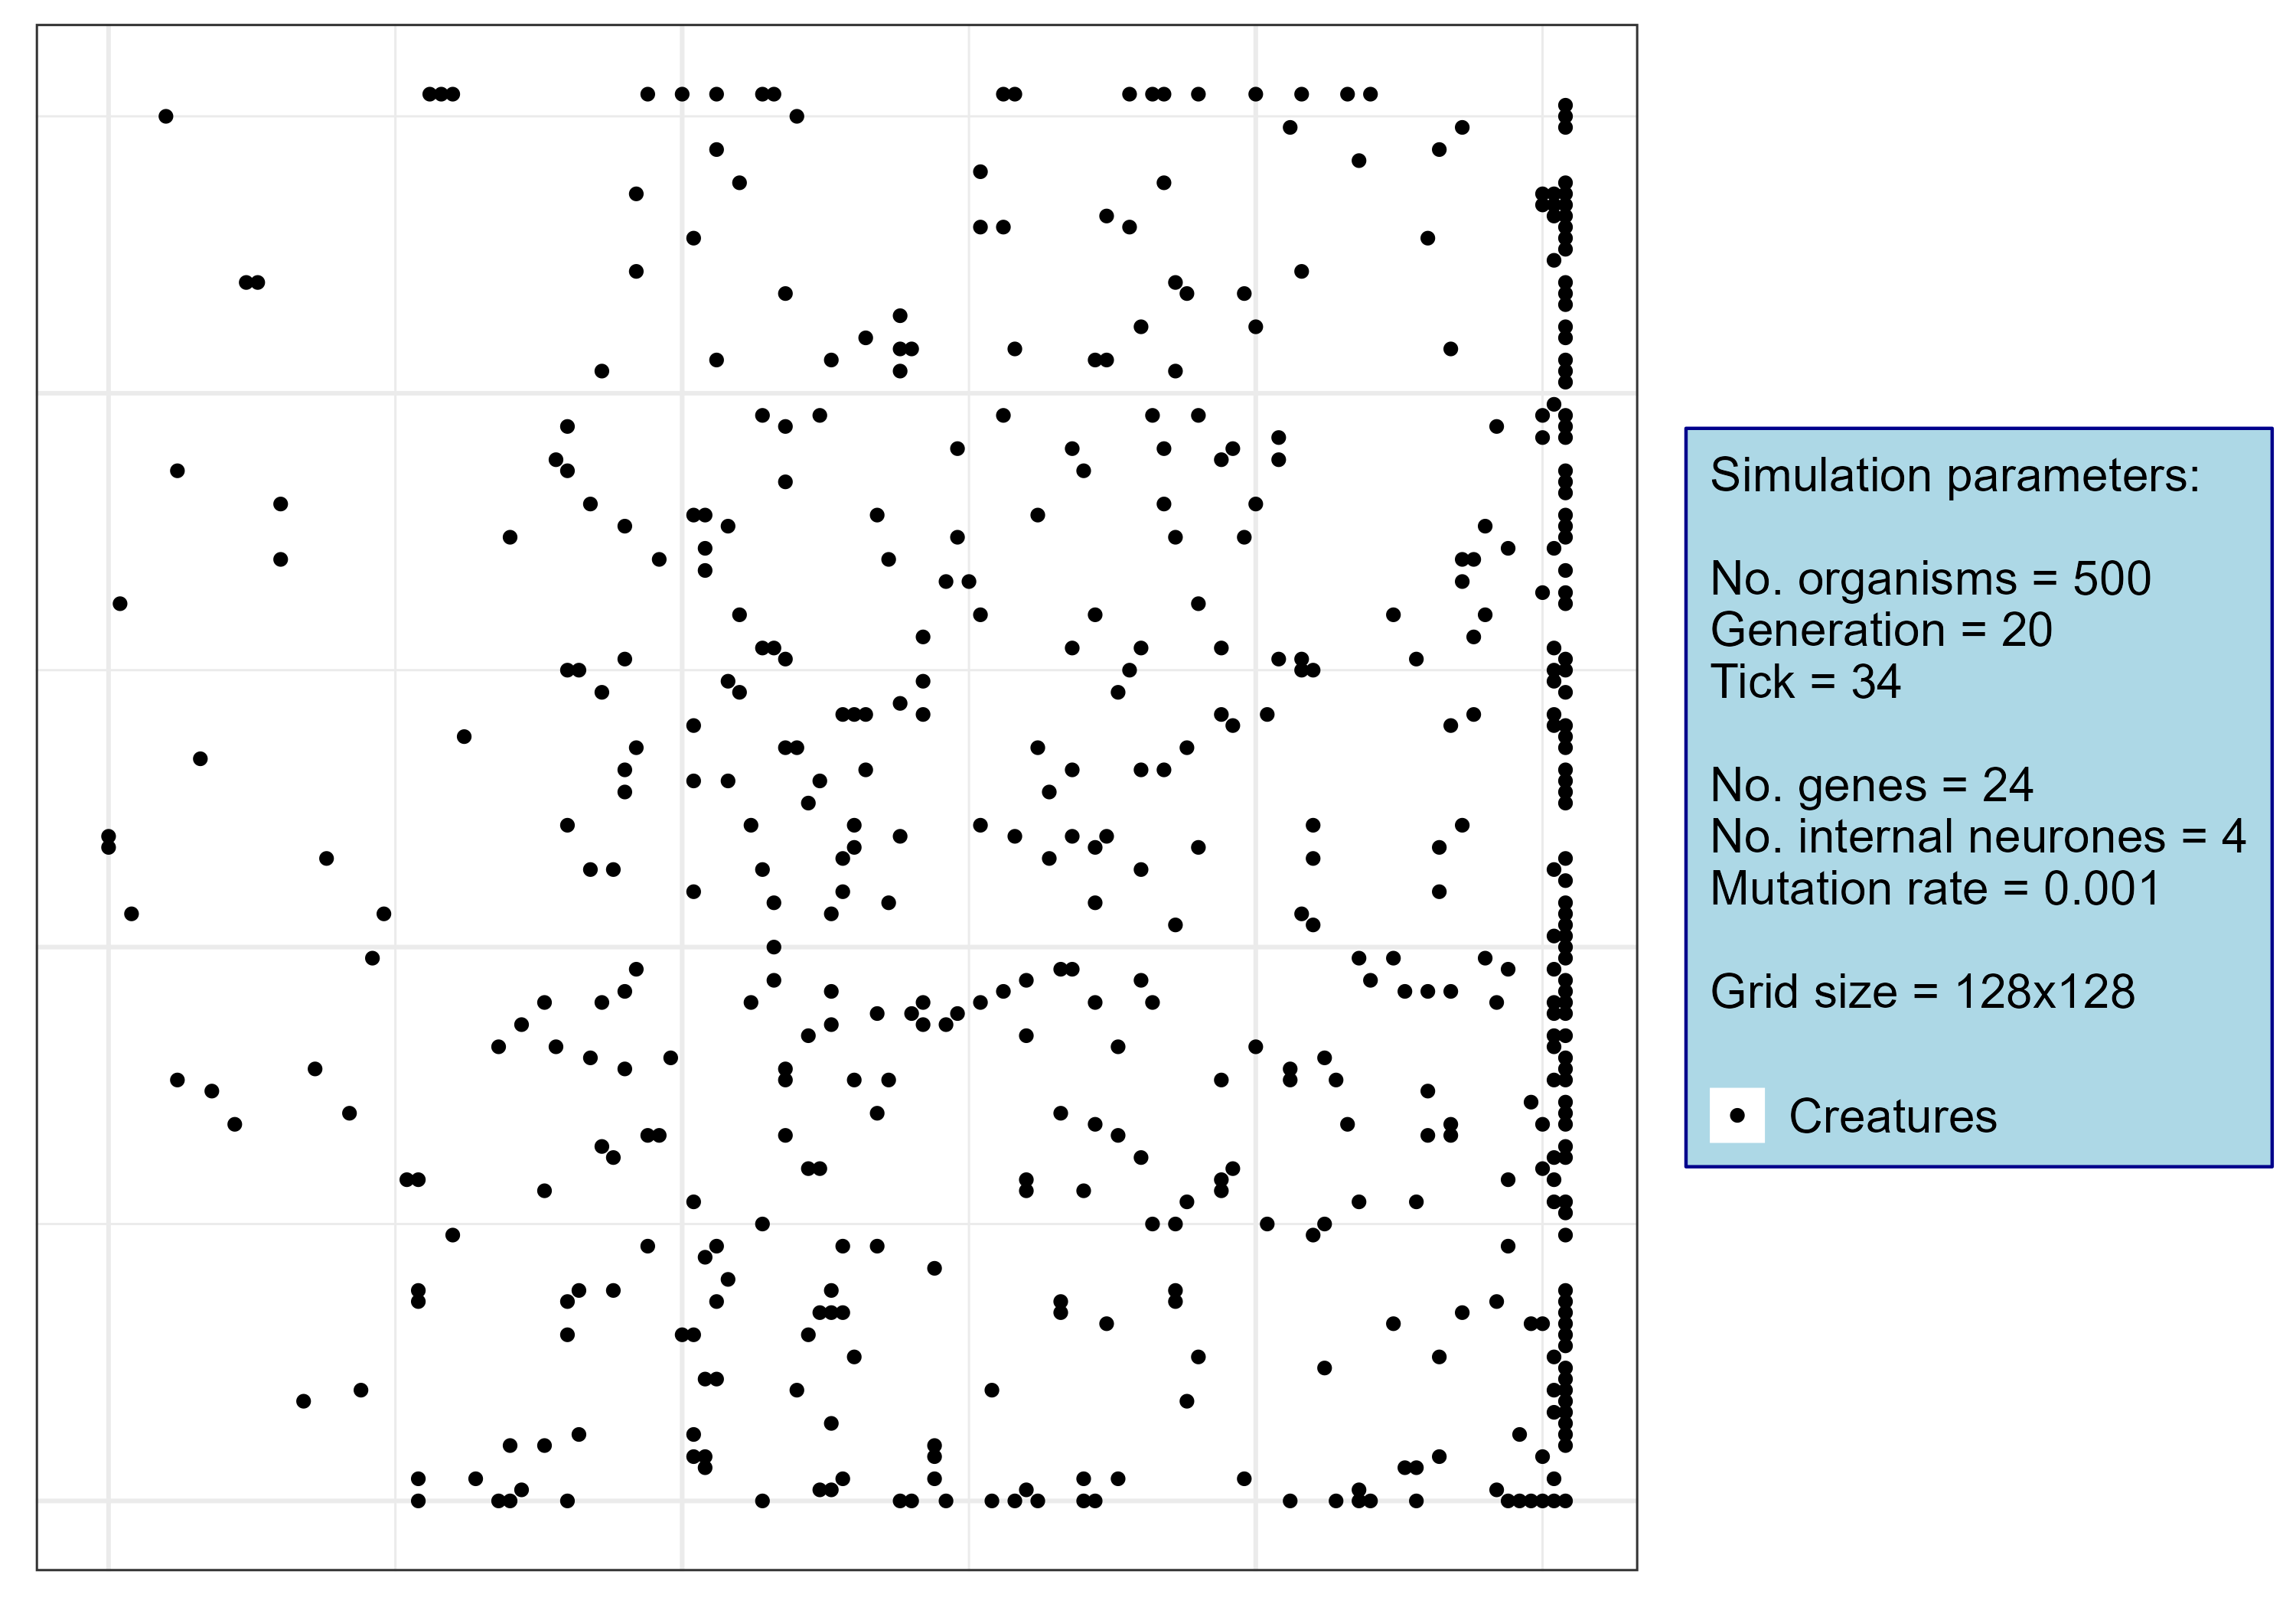 Simulation parameters:
No. organisms = 500
Generation = 20
Tick = 34
No. genes = 24
No. internal neurones = 4
Mutation rate = 0.001
Grid size = 128x128
Creatures